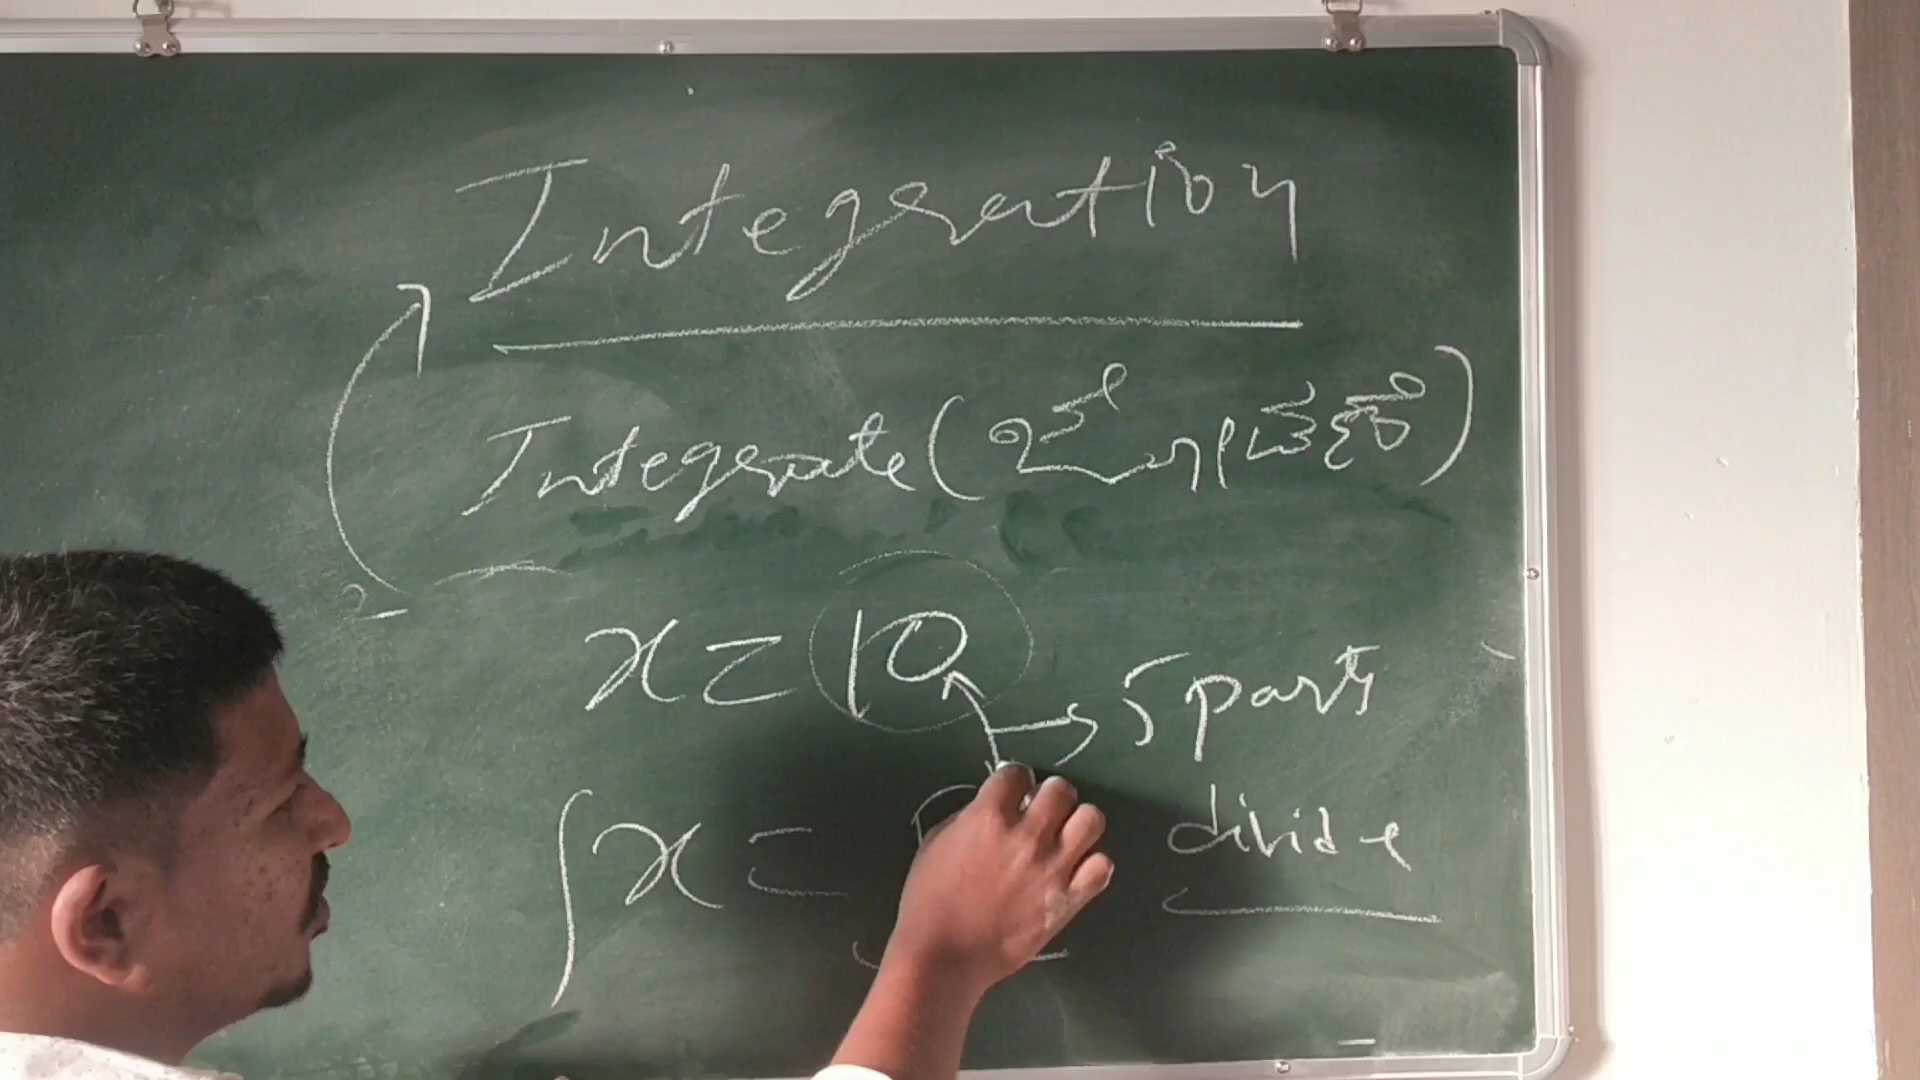 Integration
Integrate (
x = 10
5 parts
∫x =
divide